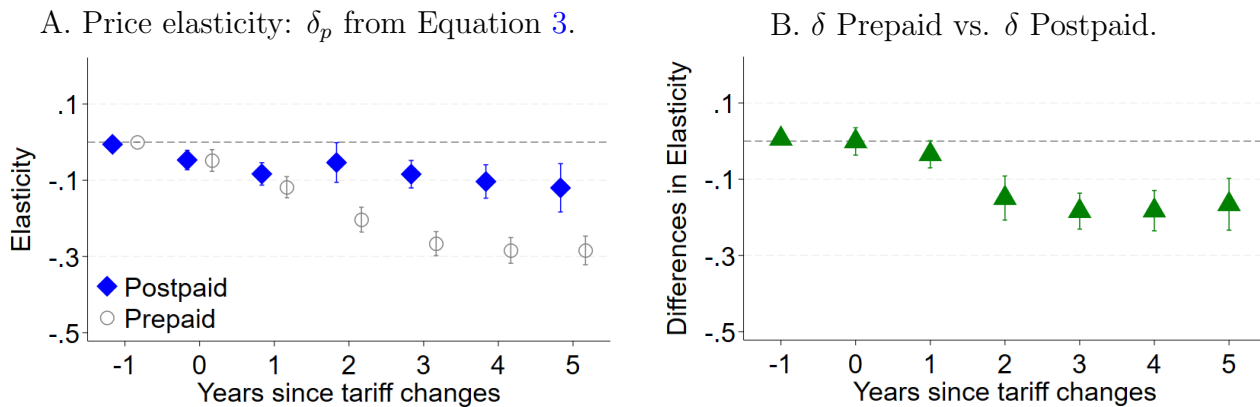 A. Price elasticity: δp from Equation 3.
B. δ Prepaid vs. δ Postpaid.
Elasticity
.1
-.1
-.3
-.5
Postpaid
Prepaid
-1 0 1 2 3 4 5
Years since tariff changes
Differences in Elasticity
.1
-.1
-.3
-.5
-1 0 1 2 3 4 5
Years since tariff changes